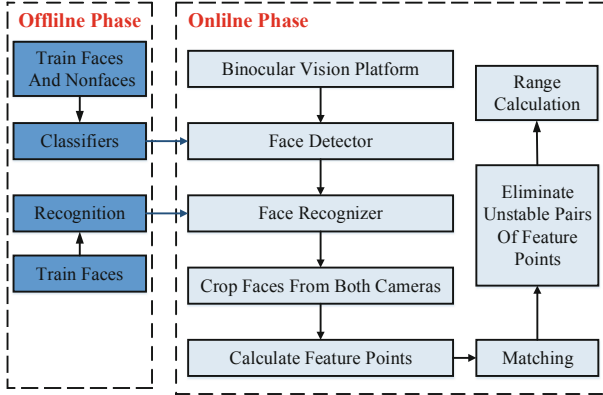 Offlilne Phase
Train Faces
And Nonfaces
Classifiers
Recognition
Train Faces
Onlilne Phase
Binocular Vision Platform
Face Detector
Face Recognizer
Crop Faces From Both Cameras
Calculate Feature Points
Matching
Eliminate
Unstable Pairs
Of Feature
Points
Range
Calculation